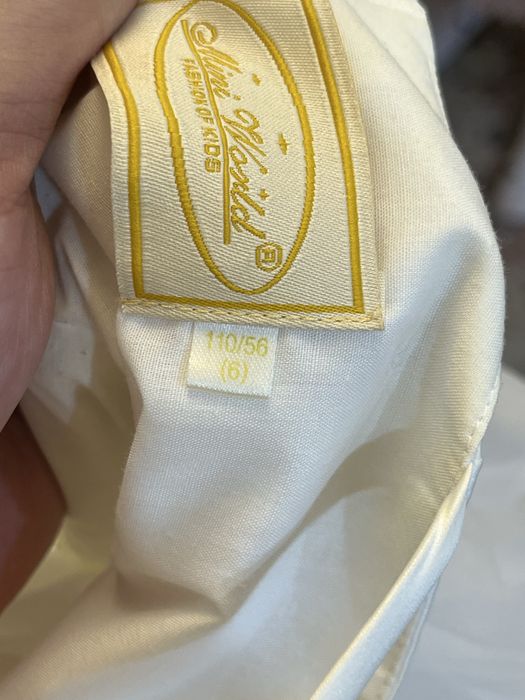 Mini World ®
FASHION OF KIDS
110/56
(6)